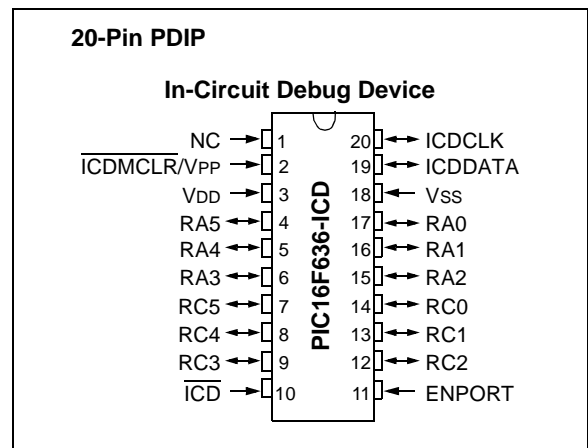 20-Pin PDIP
In-Circuit Debug Device
NC 1 20 ICDCLK
ICDMCLR/VPP 2 19 ICDDATA
VDD 3 18 VSS
RA5 4 17 RA0
RA4 5 16 RA1
RA3 6 15 RA2
RC5 7 14 RC0
RC4 8 13 RC1
RC3 9 12 RC2
ICD 10 11 ENPORT
PIC16F636-ICD